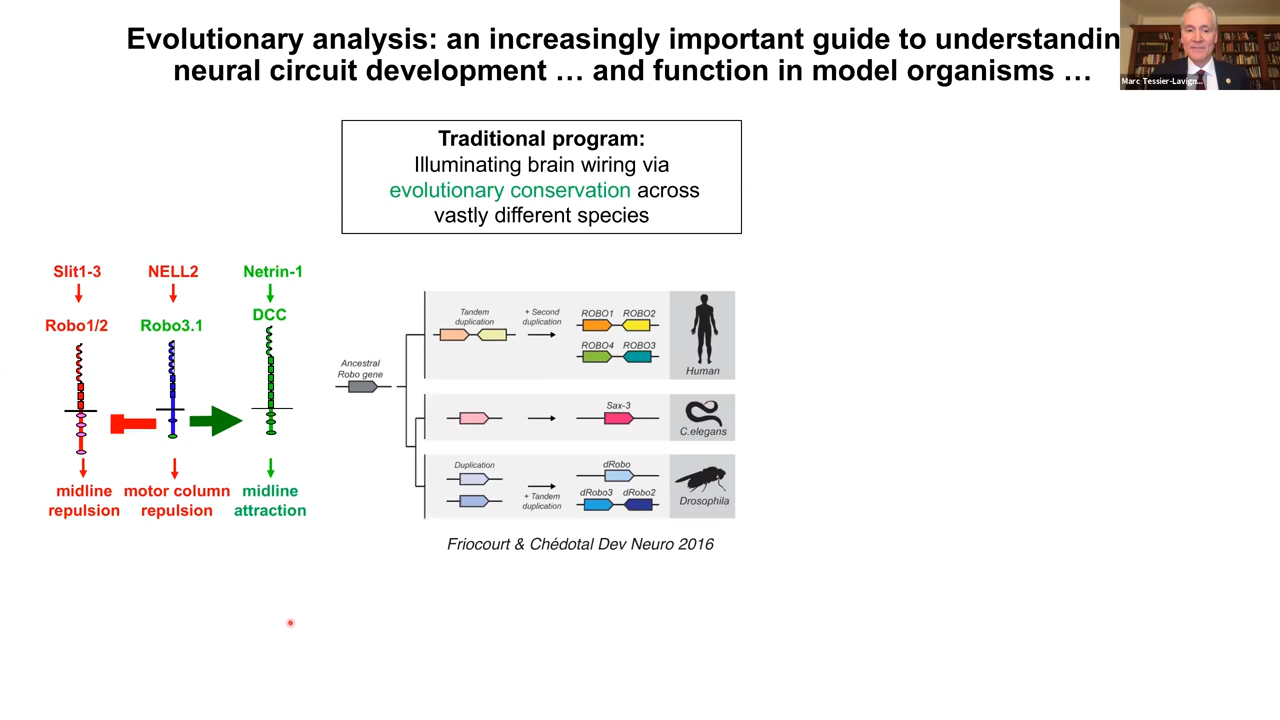 Evolutionary analysis: an increasingly important guide to understandin
neural circuit development … and function in model organisms …
Marc Tessier-Lavign...
Traditional program:
Illuminating brain wiring via
evolutionary conservation across
vastly different species
Slit1-3
NELL2
Netrin-1
Robo1/2
Robo3.1
DCC
midline
repulsion
motor column
repulsion
midline
attraction
Ancestral
Robo gene
Tandem
duplication
+ Second
duplication
ROBO1
ROBO2
ROBO4
ROBO3
Human
Sax-3
C.elegans
Duplication
+ Tandem
duplication
dRobo
dRobo3
dRobo2
Drosophila
Friocourt & Chédotal Dev Neuro 2016